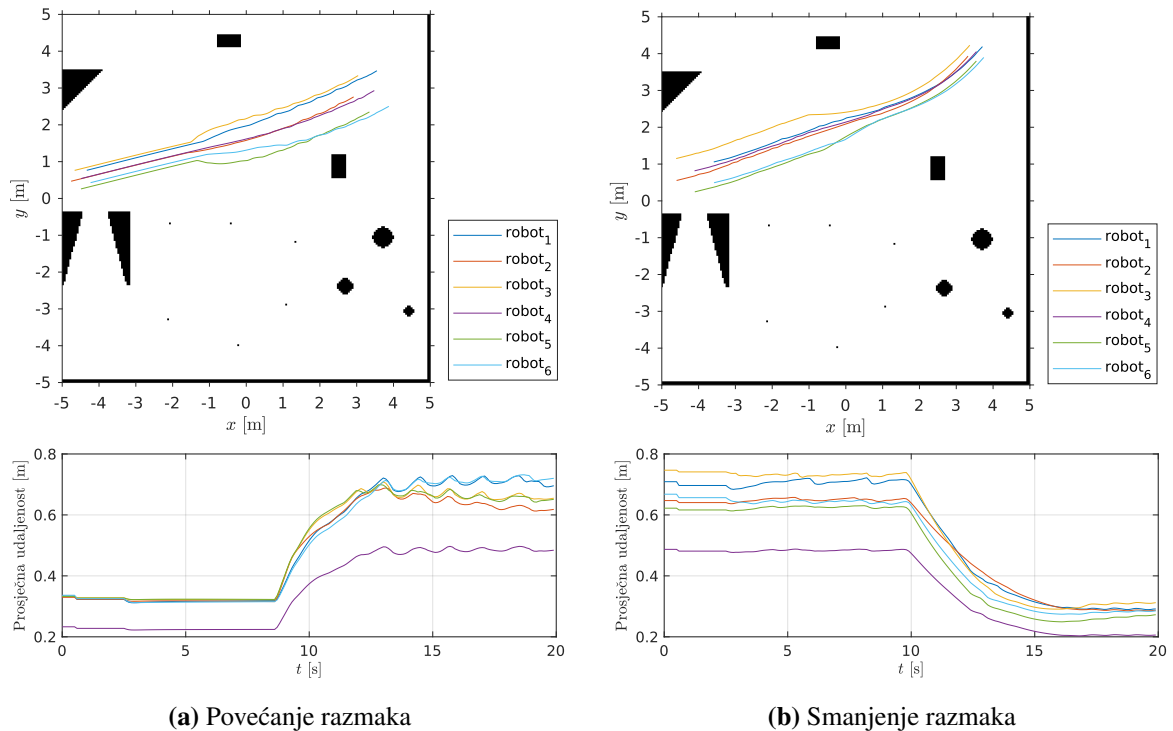 5
4
3
2
1
0
-1
-2
-3
-4
-5
y [m]
-5 -4 -3 -2 -1 0 1 2 3 4 5
x [m]
robot1
robot2
robot3
robot4
robot5
robot6
0.8
0.6
0.4
0.2
Prosječna udaljenost [m]
0 5 10 15 20
t [s]
(a) Povećanje razmaka
5
4
3
2
1
0
-1
-2
-3
-4
-5
y [m]
-5 -4 -3 -2 -1 0 1 2 3 4 5
x [m]
robot1
robot2
robot3
robot4
robot5
robot6
0.8
0.6
0.4
0.2
Prosječna udaljenost [m]
0 5 10 15 20
t [s]
(b) Smanjenje razmaka